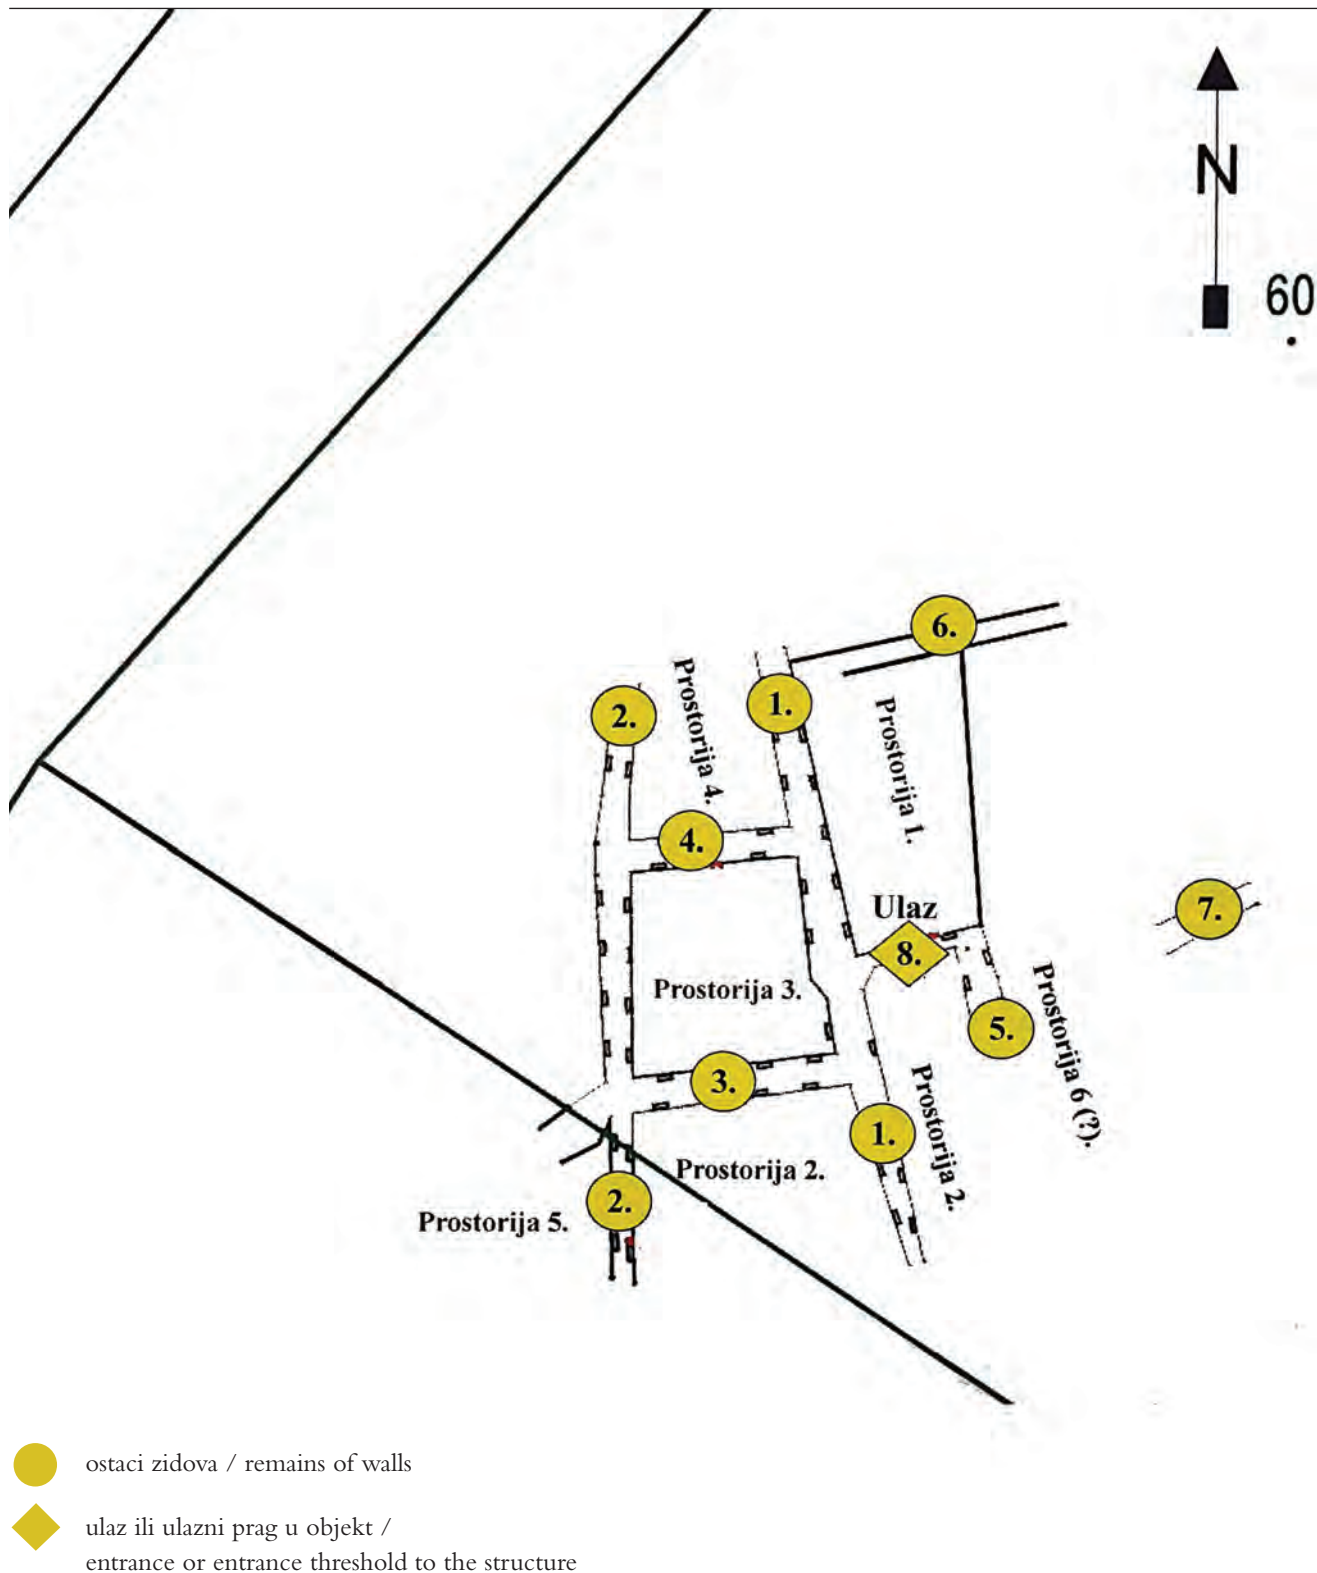 N
60
6.
Prostorija 4.
1.
2.
Prostorija 1.
4.
7.
Ulaz
8.
Prostorija 3.
5.
Prostorija 6 (?).
3.
Prostorija 2.
1.
Prostorija 2.
2.
Prostorija 5.
ostaci zidova / remains of walls
ulaz ili ulazni prag u objekt /
entrance or entrance threshold to the structure